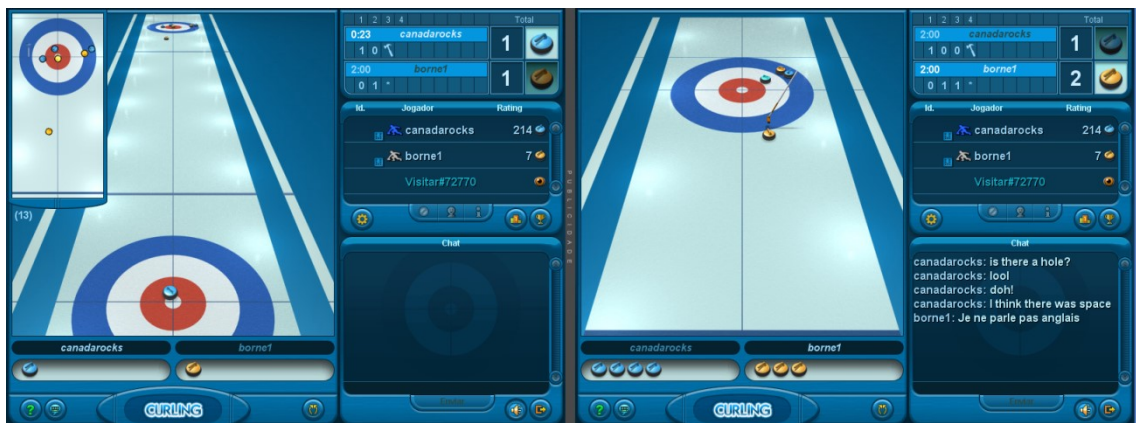 1 2 3 4 Total
0:23 canadarocks
1 0
1
2:00 borne1
0 1 *
1
Id. Jogador Rating
canadarocks 214
borne1 7
Visitar#72770
(13)
Chat
canadarocks borne1
CURLING
Enviar
PUBLICIDADE
1 2 3 4 Total
2:00 canadarocks
1 0 0
1
2:00 borne1
0 1 1 *
2
Id. Jogador Rating
canadarocks 214
borne1 7
Visitar#72770
Chat
canadarocks: is there a hole?
canadarocks: lool
canadarocks: doh!
canadarocks: I think there was space
borne1: Je ne parle pas anglais
canadarocks borne1
CURLING
Enviar